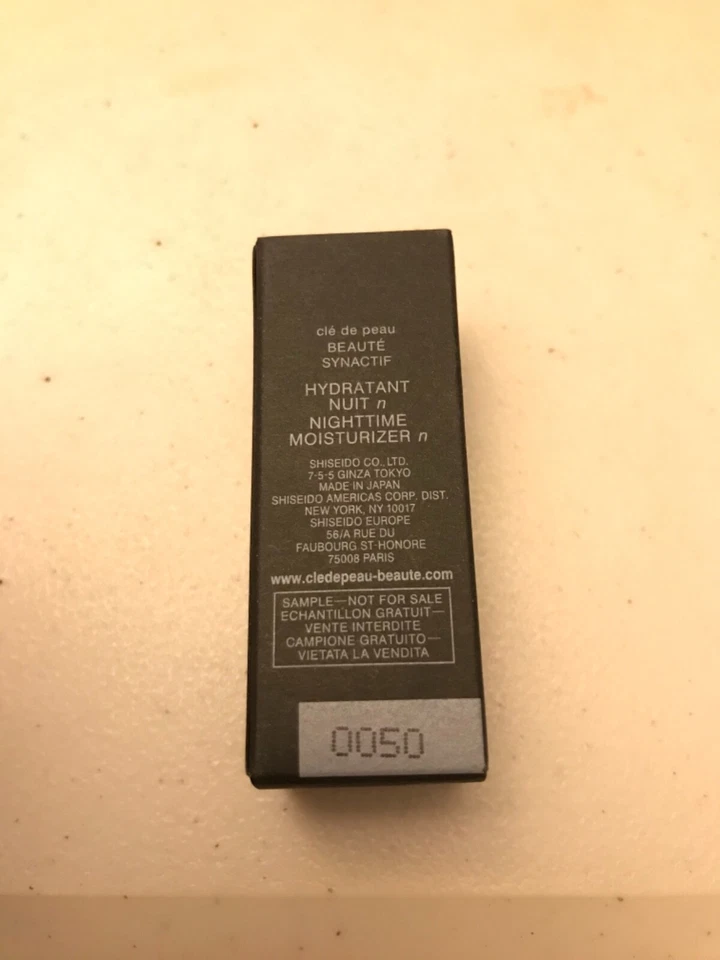 clé de peau
BEAUTÉ
SYNACTIF
HYDRATANT
NUIT n
NIGHTTIME
MOISTURIZER n
SHISEIDO CO., LTD.
7-5-5 GINZA TOKYO
MADE IN JAPAN
SHISEIDO AMERICAS CORP. DIST.
NEW YORK, NY 10017
SHISEIDO EUROPE
56/A RUE DU
FAUBOURG ST-HONORE
75008 PARIS
www.cledepeau-beaute.com
SAMPLE—NOT FOR SALE
ECHANTILLON GRATUIT—
VENTE INTERDITE
CAMPIONE GRATUITO—
VIETATA LA VENDITA
0050